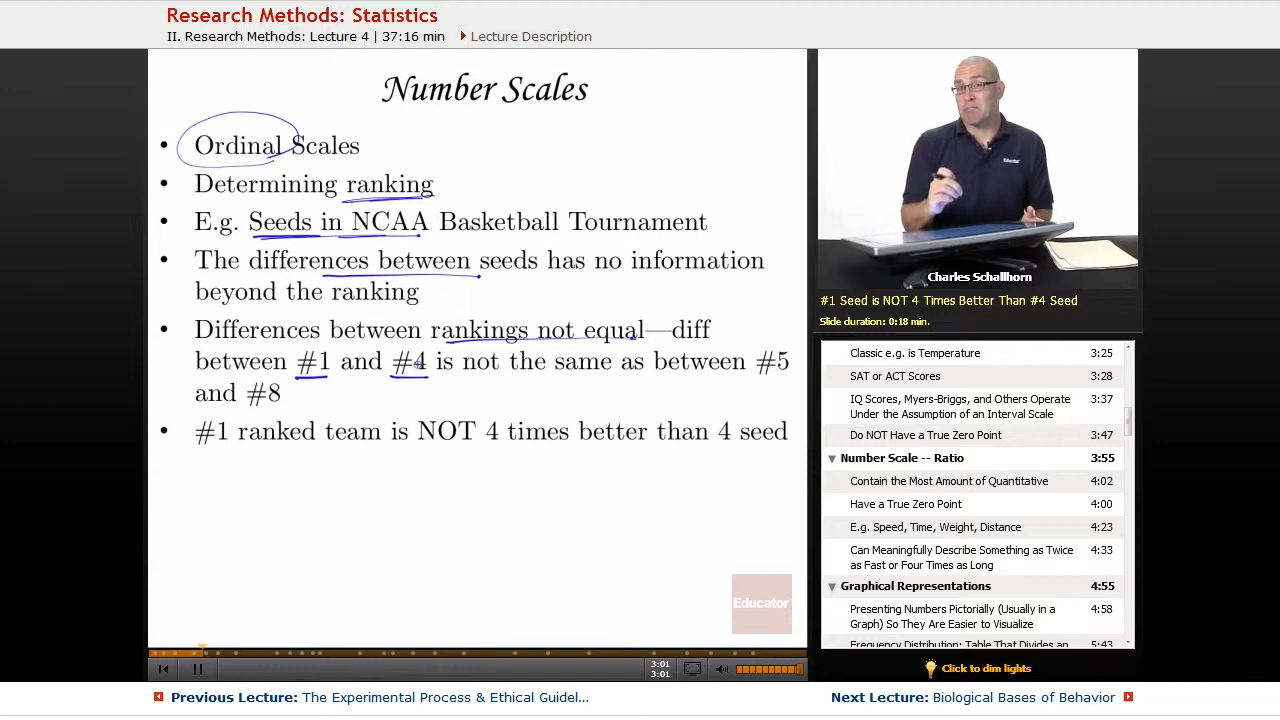 Research Methods: Statistics
II. Research Methods: Lecture 4 | 37:16 min Lecture Description
Number Scales
• Ordinal Scales
• Determining ranking
• E.g. Seeds in NCAA Basketball Tournament
• The differences between seeds has no information
beyond the ranking
• Differences between rankings not equal—diff
between #1 and #4 is not the same as between #5
and #8
• #1 ranked team is NOT 4 times better than 4 seed
Educator
3:01
3:01
Educator
Charles Schallhorn
#1 Seed is NOT 4 Times Better Than #4 Seed
Slide duration: 0:18 min.
Classic e.g. is Temperature 3:25
SAT or ACT Scores 3:28
IQ Scores, Myers-Briggs, and Others Operate 3:37
Under the Assumption of an Interval Scale
Do NOT Have a True Zero Point 3:47
Number Scale -- Ratio 3:55
Contain the Most Amount of Quantitative 4:02
Have a True Zero Point 4:00
E.g. Speed, Time, Weight, Distance 4:23
Can Meaningfully Describe Something as Twice 4:33
as Fast or Four Times as Long
Graphical Representations 4:55
Presenting Numbers Pictorially (Usually in a 4:58
Graph) So They Are Easier to Visualize
Frequency Distribution: Table That Divides an 5:43
Click to dim lights
Previous Lecture: The Experimental Process & Ethical Guidel...
Next Lecture: Biological Bases of Behavior